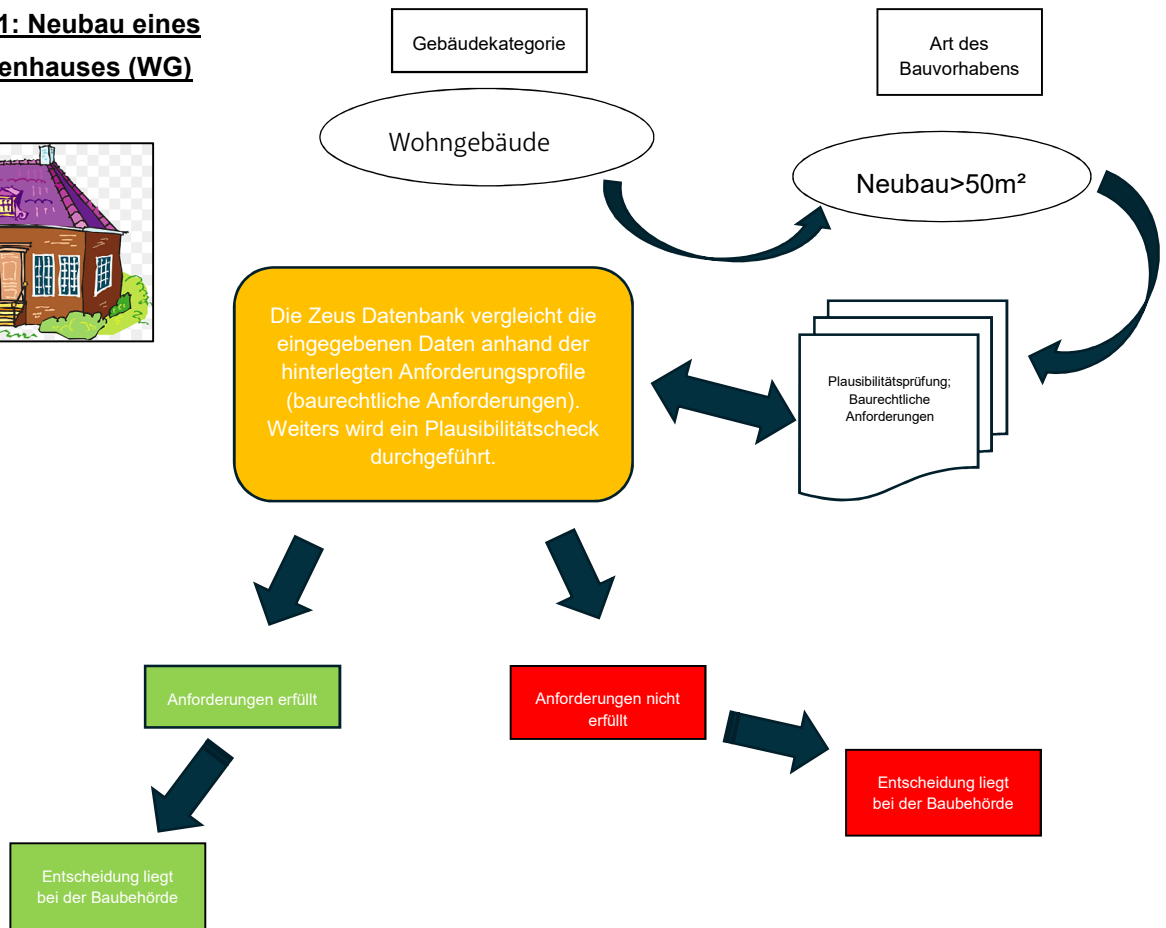 1: Neubau eines
enhauses (WG)
Gebäudekategorie
Art des
Bauvorhabens
Wohngebäude
Neubau>50m²
Die Zeus Datenbank vergleicht die
eingegebenen Daten anhand der
hinterlegten Anforderungsprofile
(baurechtliche Anforderungen).
Weiters wird ein Plausibilitätscheck
durchgeführt.
Plausibilitätsprüfung;
Baurechtliche
Anforderungen
Anforderungen erfüllt
Anforderungen nicht
erfüllt
Entscheidung liegt
bei der Baubehörde
Entscheidung liegt
bei der Baubehörde